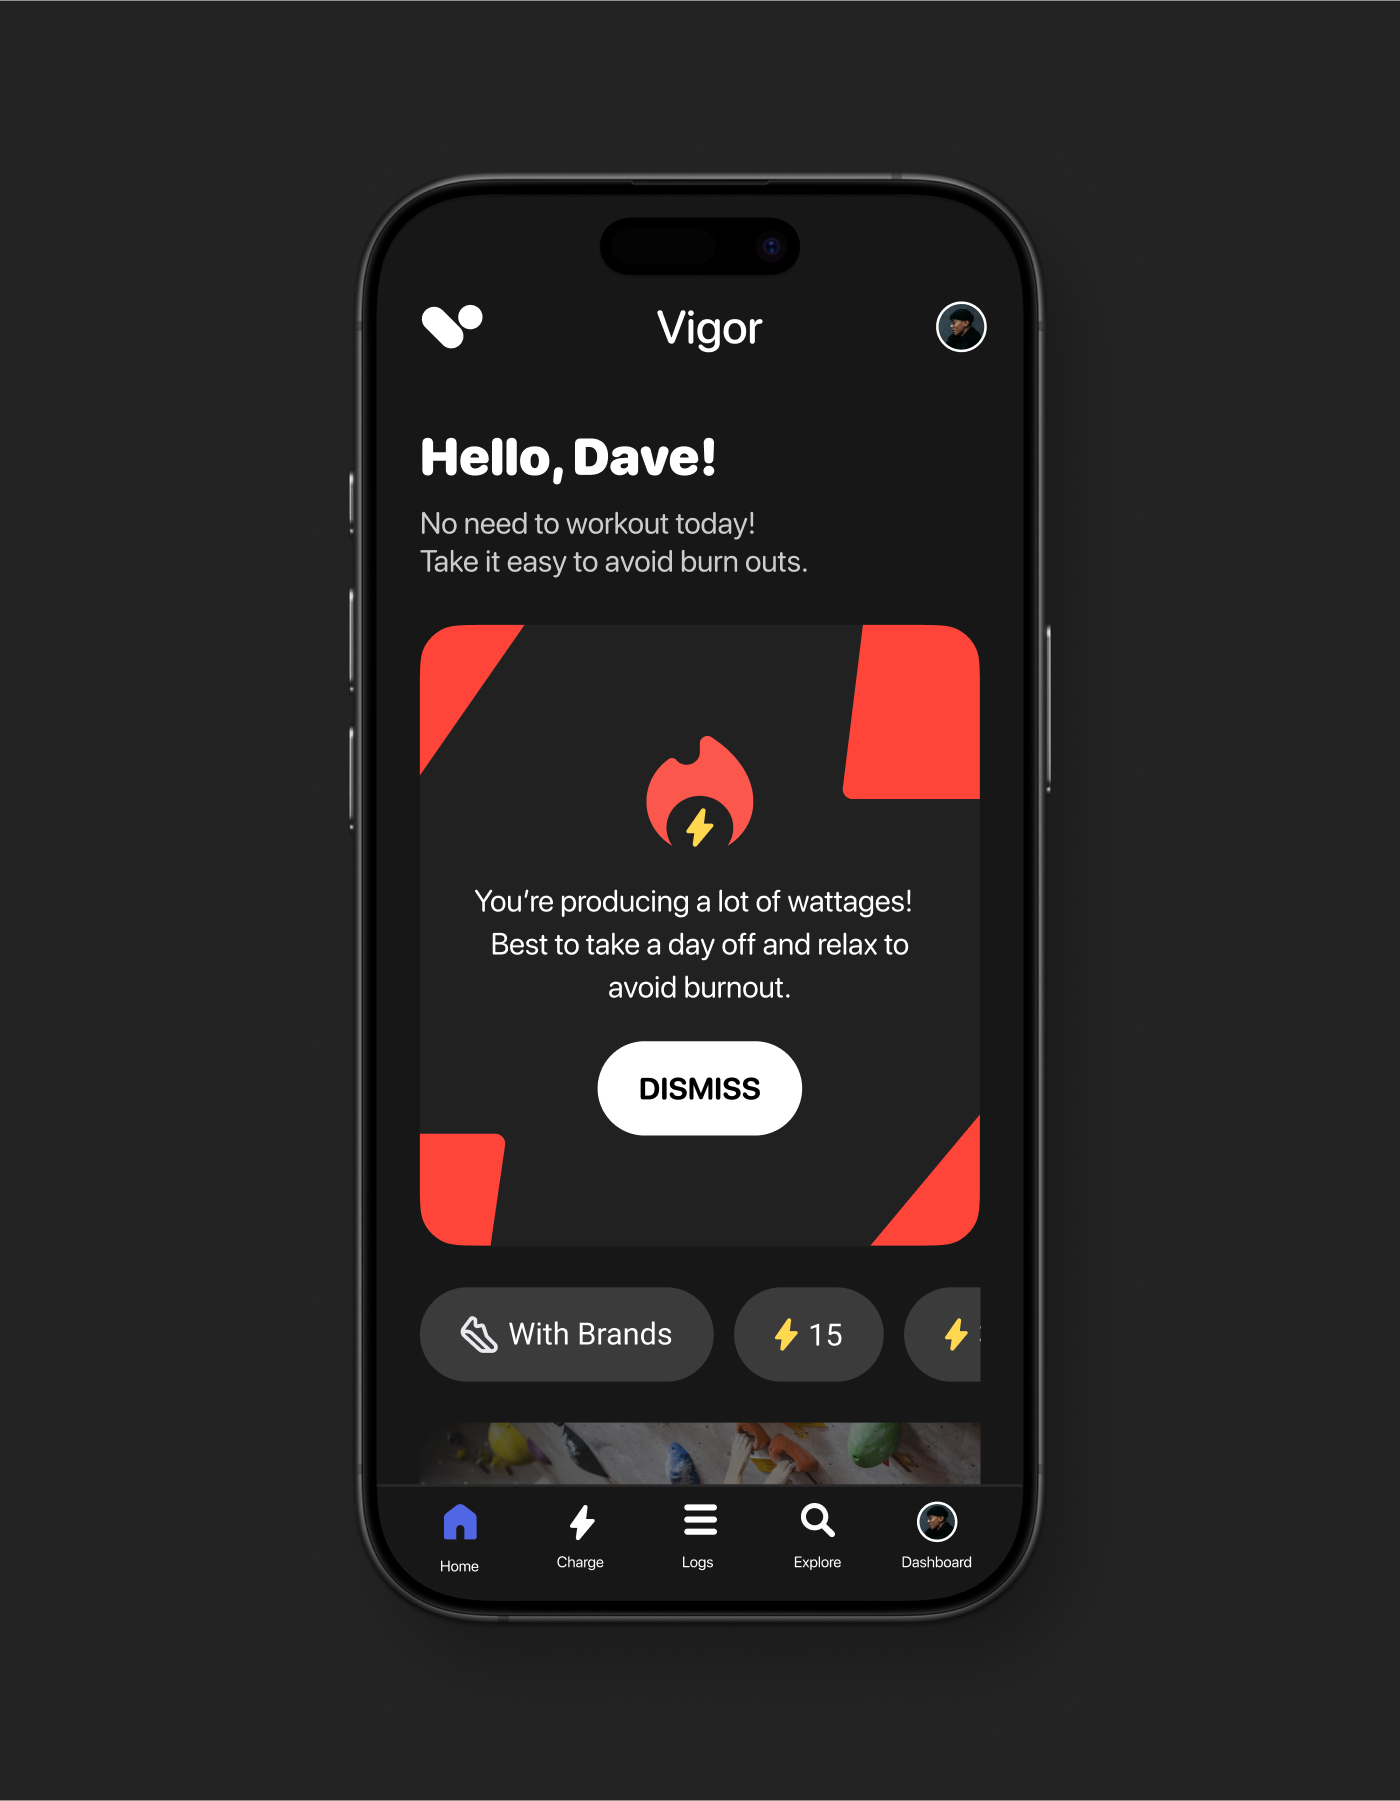 Vigor
Hello, Dave!
No need to workout today!
Take it easy to avoid burn outs.
You’re producing a lot of wattages!
Best to take a day off and relax to
avoid burnout.
DISMISS
With Brands
15
Home
Charge
Logs
Explore
Dashboard